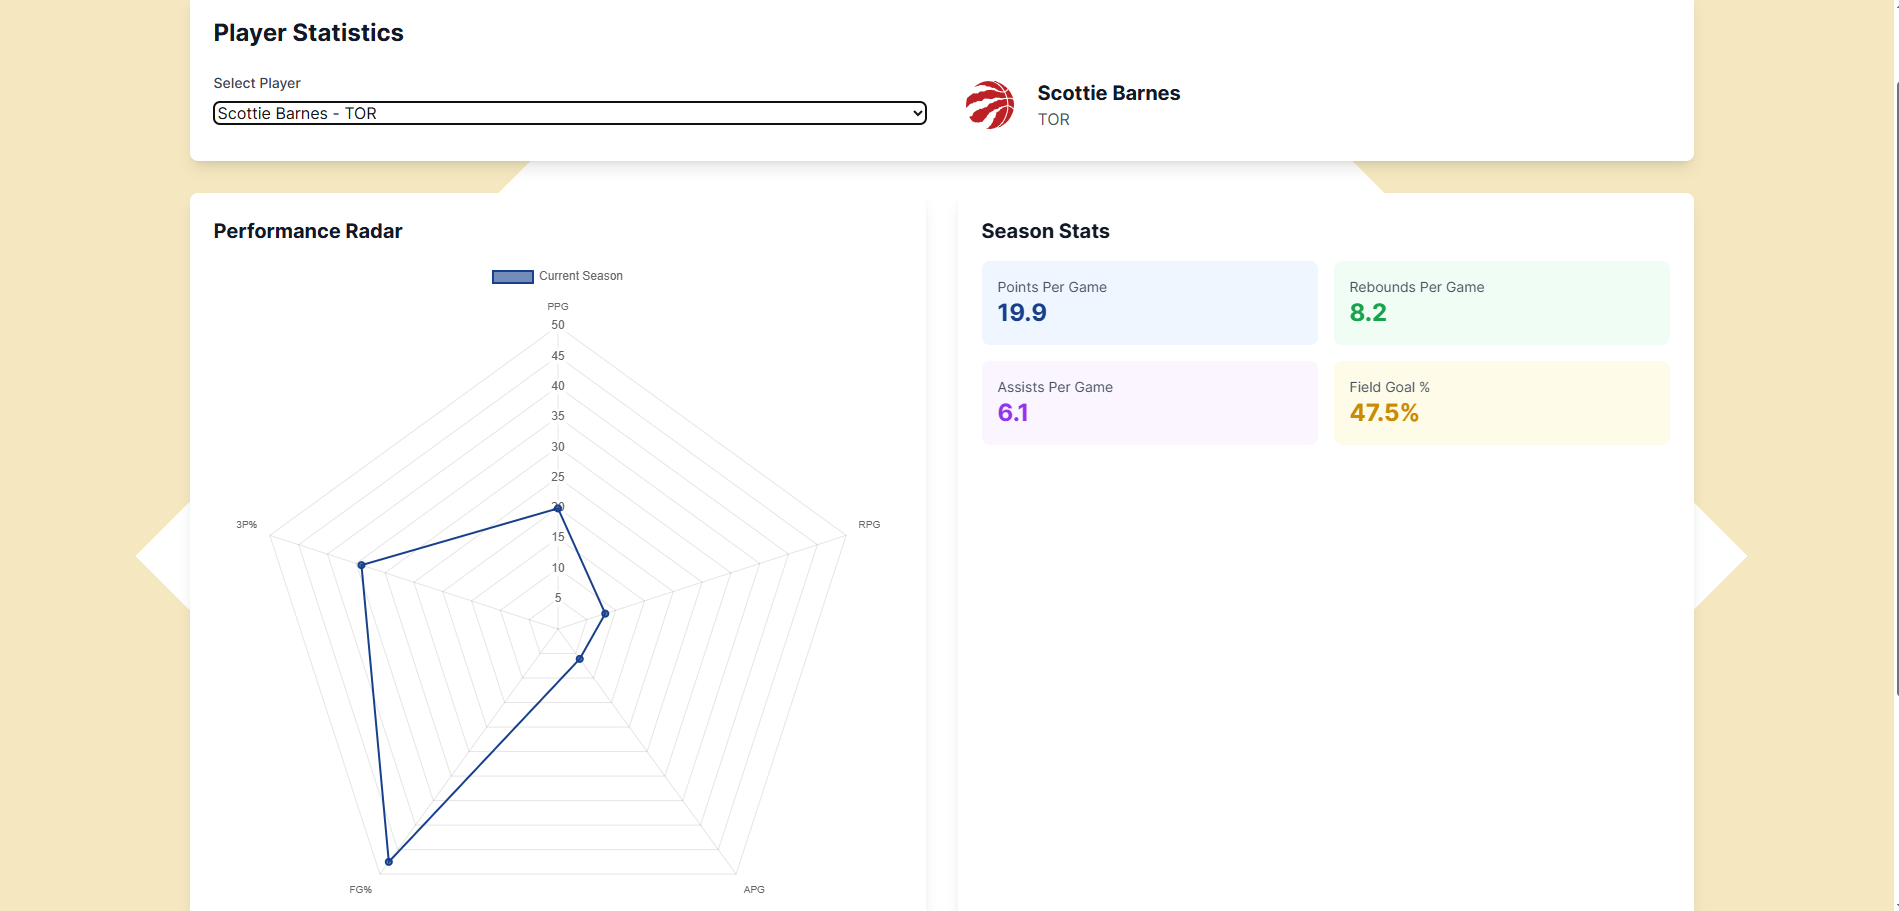 Player Statistics
Select Player
Scottie Barnes - TOR
Scottie Barnes
TOR
Performance Radar
Current Season
PPG
50
45
40
35
30
25
20
15
10
5
3P%
RPG
FG%
APG
Season Stats
Points Per Game
19.9
Rebounds Per Game
8.2
Assists Per Game
6.1
Field Goal %
47.5%